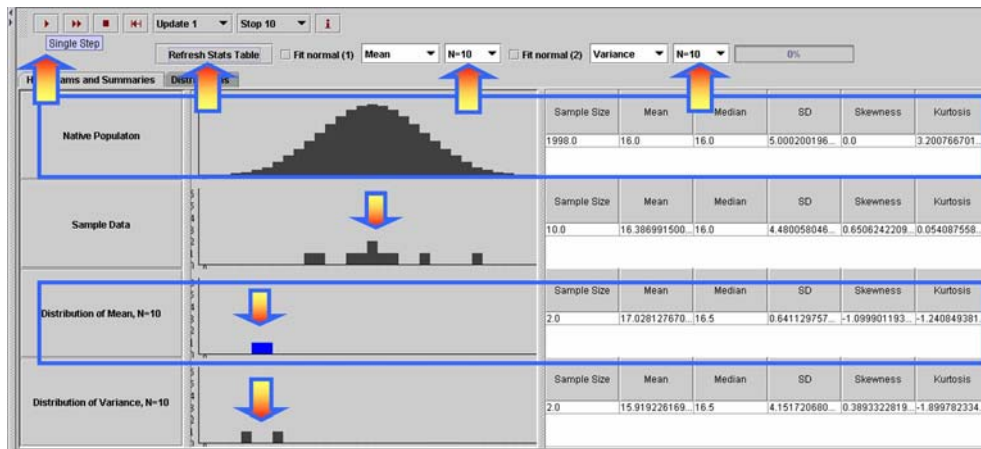 Update 1 Stop 10 i
Single Step
Refresh Stats Table Fit normal (1) Mean N=10 Fit normal (2) Variance N=10 0%
Summaries
Sample Size Mean Median SD Skewness Kurtosis
Native Populaton
1998.0 16.0 16.0 5.000200196... 0.0 3.200766701...
Sample Size Mean Median SD Skewness Kurtosis
Sample Data
10.0 16.386991500... 16.0 4.480058046... 0.6506242209... 0.054087558...
Sample Size Mean Median SD Skewness Kurtosis
Distribution of Mean, N=10
2.0 17.028127670... 16.5 0.641129757... -1.099901193... -1.240849381...
Sample Size Mean Median SD Skewness Kurtosis
Distribution of Variance, N=10
2.0 15.919226169... 16.5 4.151720680... 0.3893322819... -1.899782334...